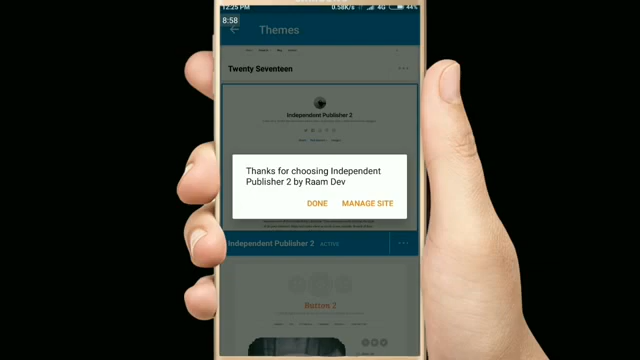 12:25 PM 0.58K/s 4G 44%
8:58
Themes
Twenty Seventeen
Independent Publisher 2
Thanks for choosing Independent
Publisher 2 by Raam Dev
DONE MANAGE SITE
Independent Publisher 2 ACTIVE
Button 2